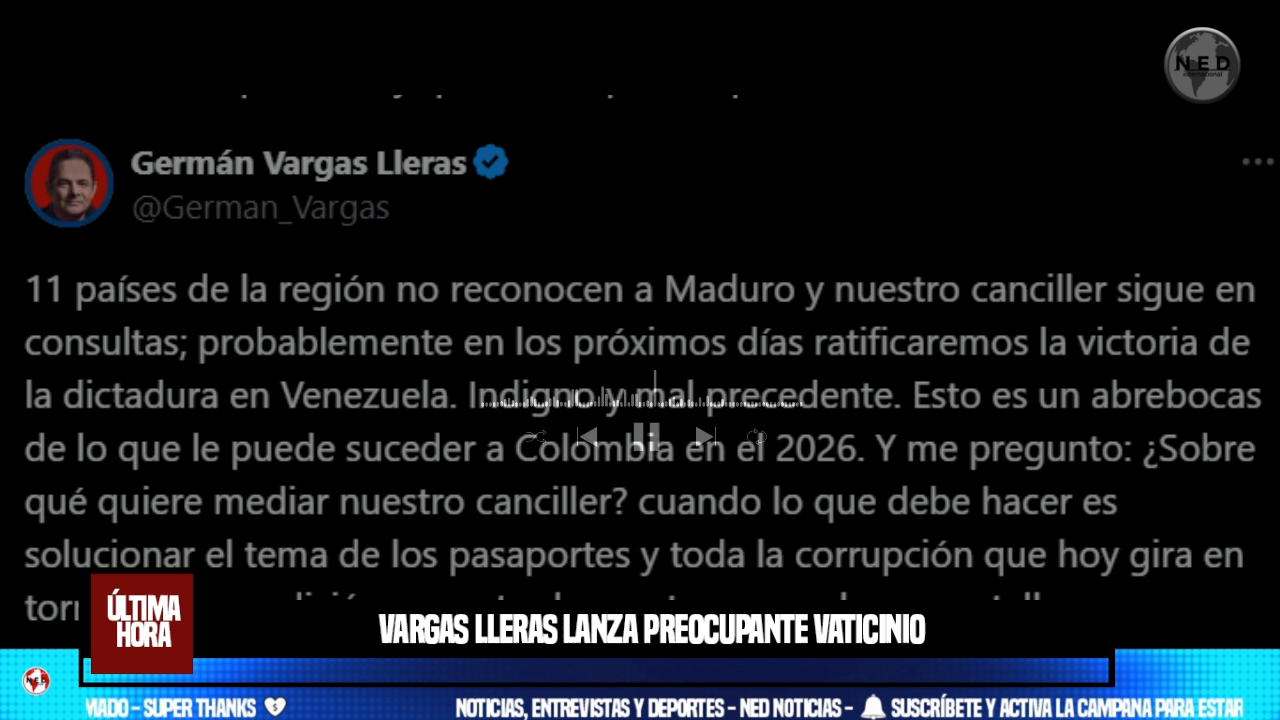 NED
international
Germán Vargas Lleras
@German_Vargas
11 países de la región no reconocen a Maduro y nuestro canciller sigue en
consultas; probablemente en los próximos días ratificaremos la victoria de
la dictadura en Venezuela. Indigno y mal precedente. Esto es un abrebocas
de lo que le puede suceder a Colombia en el 2026. Y me pregunto: ¿Sobre
qué quiere mediar nuestro canciller? cuando lo que debe hacer es
solucionar el tema de los pasaportes y toda la corrupción que hoy gira en
ÚLTIMA
HORA
VARGAS LLERAS LANZA PREOCUPANTE VATICINIO
NED
MADO - SUPER THANKS NOTICIAS, ENTREVISTAS Y DEPORTES - NED NOTICIAS - SUSCRÍBETE Y ACTIVA LA CAMPANA PARA ESTAR